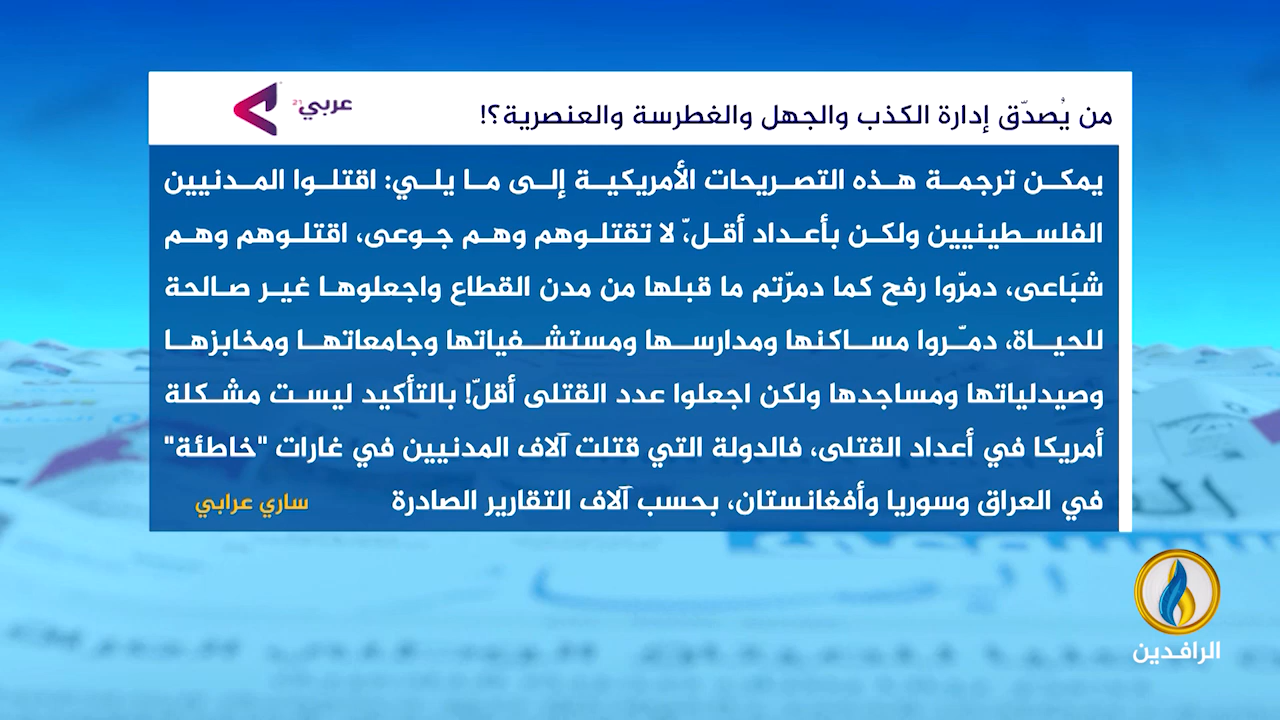 من يُصدّق إدارة الكذب والجهل والغطرسة والعنصرية؟!
عربي21
يمكن ترجمة هذه التصريحات الأمريكية إلى ما يلي: اقتلوا المدنيين
الفلسطينيين ولكن بأعداد أقل، لا تقتلوهم وهم جوعى، اقتلوهم وهم
شبَاعى، دمرّوا رفح كما دمرّتم ما قبلها من مدن القطاع واجعلوها غير صالحة
للحياة، دمّروا مساكنها ومدارسها ومستشفياتها وجامعاتها ومخابزها
وصيدلياتها ومساجدها ولكن اجعلوا عدد القتلى أقلّ! بالتأكيد ليست مشكلة
أمريكا في أعداد القتلى، فالدولة التي قتلت آلاف المدنيين في غارات "خاطئة"
في العراق وسوريا وأفغانستان، بحسب آلاف التقارير الصادرة
ساري عرابي
الرافدين